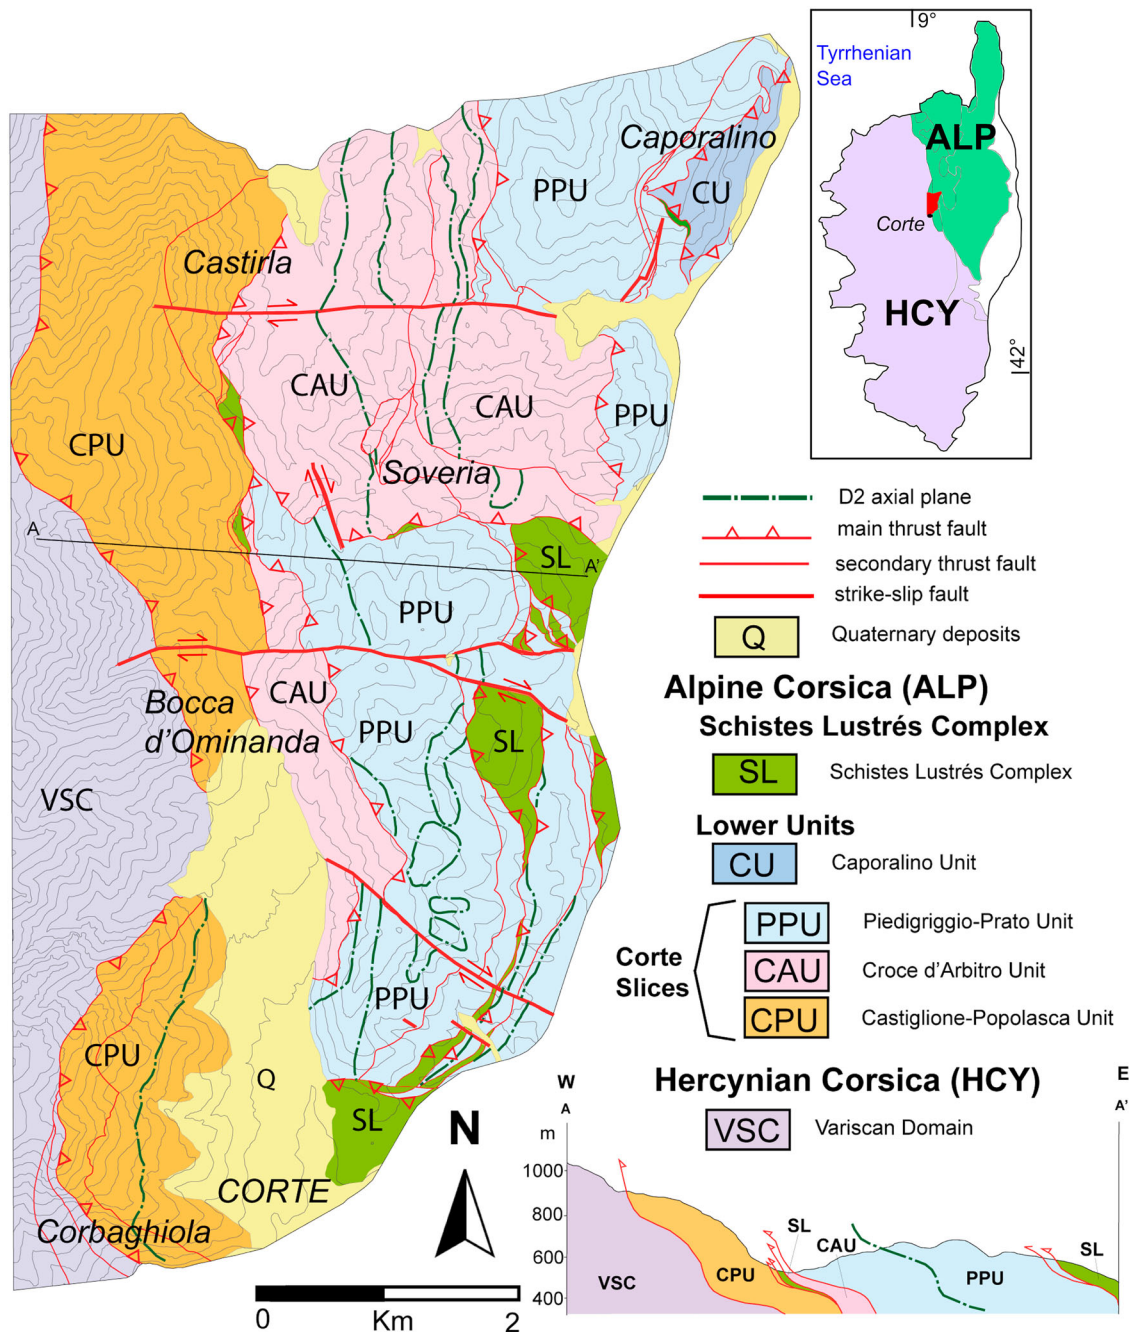 9°
Tyrrhenian
Sea
ALP
Corte
HCY
42°
Caporalino
PPU
CU
Castirla
CAU
CAU
PPU
CPU
Soveria
A
A'
SL
PPU
CAU
Bocca
d'Ominanda
PPU
SL
VSC
PPU
CPU
Q
SL
CORTE
Corbaghiola
N
0
2
Km
D2 axial plane
main thrust fault
secondary thrust fault
strike-slip fault
Q Quaternary deposits
Alpine Corsica (ALP)
Schistes Lustrés Complex
SL Schistes Lustrés Complex
Lower Units
CU Caporalino Unit
Corte
Slices
PPU Piedigriggio-Prato Unit
CAU Croce d'Arbitro Unit
CPU Castiglione-Popolasca Unit
Hercynian Corsica (HCY)
VSC Variscan Domain
W
A
E
A'
m
1000
800
600
400
VSC
CPU
SL
CAU
PPU
SL